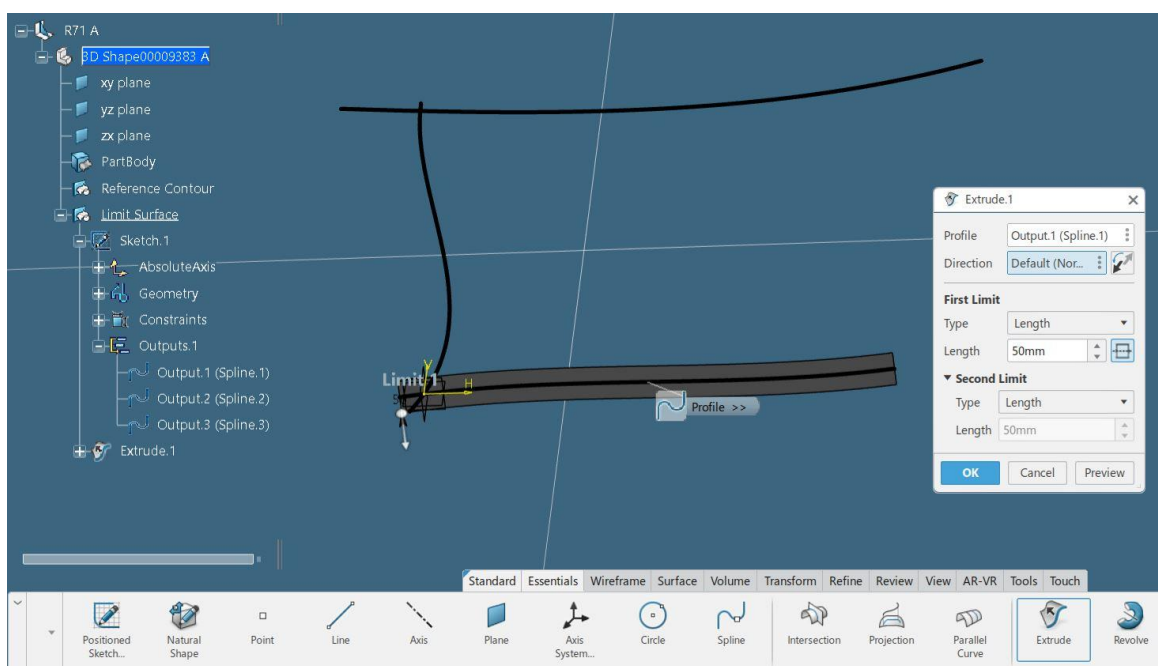 R71 A
3D Shape00009383 A
xy plane
yz plane
zx plane
PartBody
Reference Contour
Limit Surface
Sketch.1
AbsoluteAxis
Geometry
Constraints
Outputs.1
Output.1 (Spline.1)
Output.2 (Spline.2)
Output.3 (Spline.3)
Extrude.1
Limit 1
V
H
Profile >>
Extrude.1
Profile Output.1 (Spline.1)
Direction Default (Nor...
First Limit
Type Length
Length 50mm
Second Limit
Type Length
Length 50mm
OK Cancel Preview
Standard Essentials Wireframe Surface Volume Transform Refine Review View AR-VR Tools Touch
Positioned Sketch... Natural Shape Point Line Axis Plane Axis System... Circle Spline Intersection Projection Parallel Curve Extrude Revolve